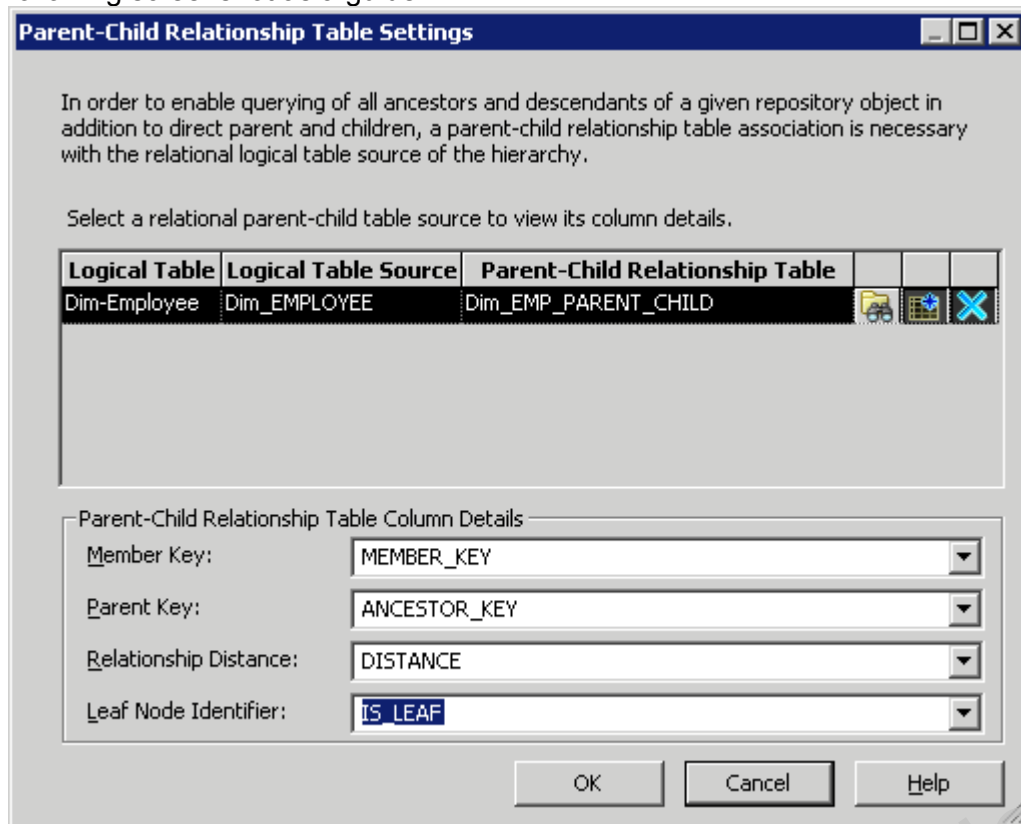 Parent-Child Relationship Table Settings
In order to enable querying of all ancestors and descendants of a given repository object in
addition to direct parent and children, a parent-child relationship table association is necessary
with the relational logical table source of the hierarchy.
Select a relational parent-child table source to view its column details.
Logical Table Logical Table Source Parent-Child Relationship Table
Dim-Employee Dim_EMPLOYEE Dim_EMP_PARENT_CHILD
Parent-Child Relationship Table Column Details
Member Key: MEMBER_KEY
Parent Key: ANCESTOR_KEY
Relationship Distance: DISTANCE
Leaf Node Identifier: IS_LEAF
OK Cancel Help